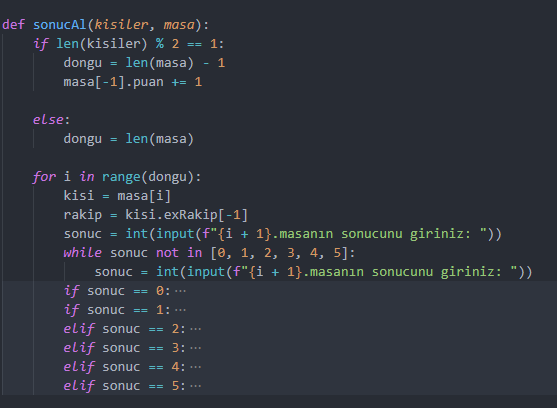 def sonucAl(kisiler, masa):
    if len(kisiler) % 2 == 1:
        dongu = len(masa) - 1
        masa[-1].puan += 1
    else:
        dongu = len(masa)
    for i in range(dongu):
        kisi = masa[i]
        rakip = kisi.exRakip[-1]
        sonuc = int(input(f"{i + 1}.masanın sonucunu giriniz: "))
        while sonuc not in [0, 1, 2, 3, 4, 5]:
            sonuc = int(input(f"{i + 1}.masanın sonucunu giriniz: "))
        if sonuc == 0:···
        if sonuc == 1:···
        elif sonuc == 2:···
        elif sonuc == 3:···
        elif sonuc == 4:···
        elif sonuc == 5:···